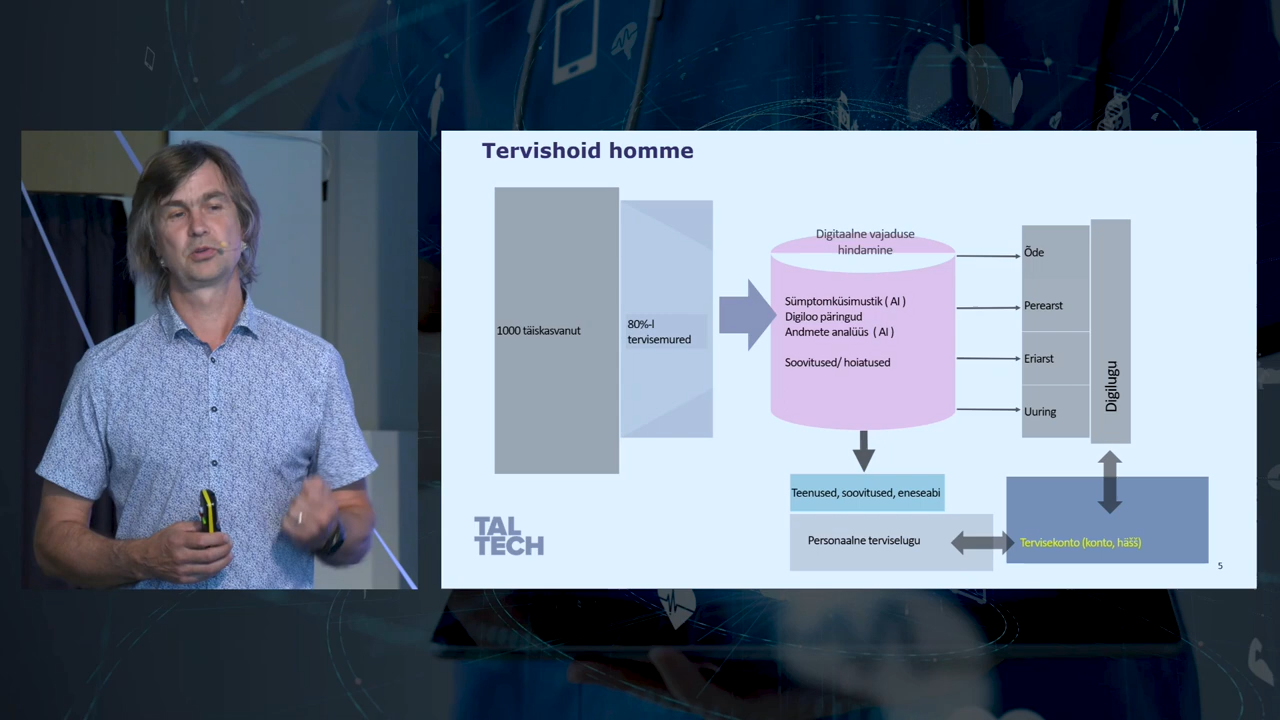 Tervishoid homme
1000 täiskasvanut
80%-l
tervisemured
Digitaalne vajaduse
hindamine
Sümptomküsimustik ( AI )
Digiloo päringud
Andmete analüüs ( AI )
Soovitused/ hoiatused
Õde
Perearst
Eriarst
Uuring
Digilugu
Teenused, soovitused, eneseabi
Personaalne terviselugu
Tervisekonto (konto, häšš)
TAL
TECH
5